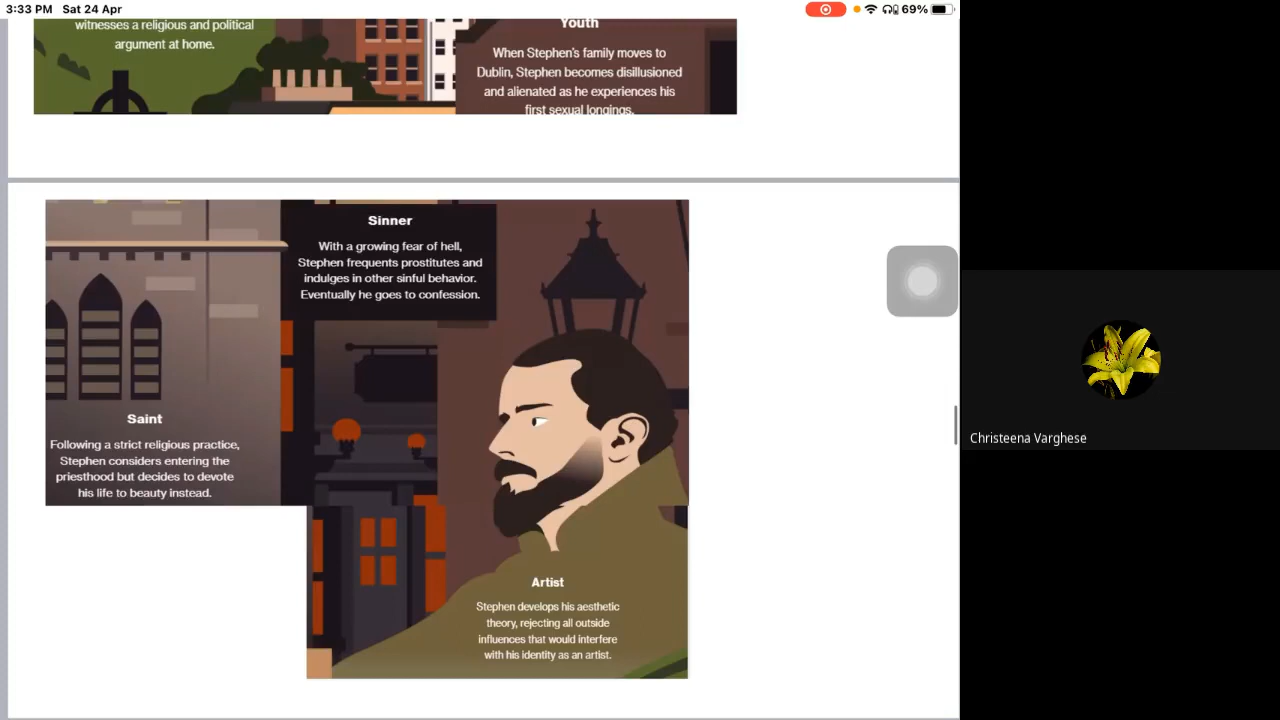 3:33 PM Sat 24 Apr
69%
witnesses a religious and political
argument at home.
Youth
When Stephen's family moves to
Dublin, Stephen becomes disillusioned
and alienated as he experiences his
first sexual longings.
Sinner
With a growing fear of hell,
Stephen frequents prostitutes and
indulges in other sinful behavior.
Eventually he goes to confession.
Saint
Following a strict religious practice,
Stephen considers entering the
priesthood but decides to devote
his life to beauty instead.
Artist
Stephen develops his aesthetic
theory, rejecting all outside
influences that would interfere
with his identity as an artist.
Christeena Varghese